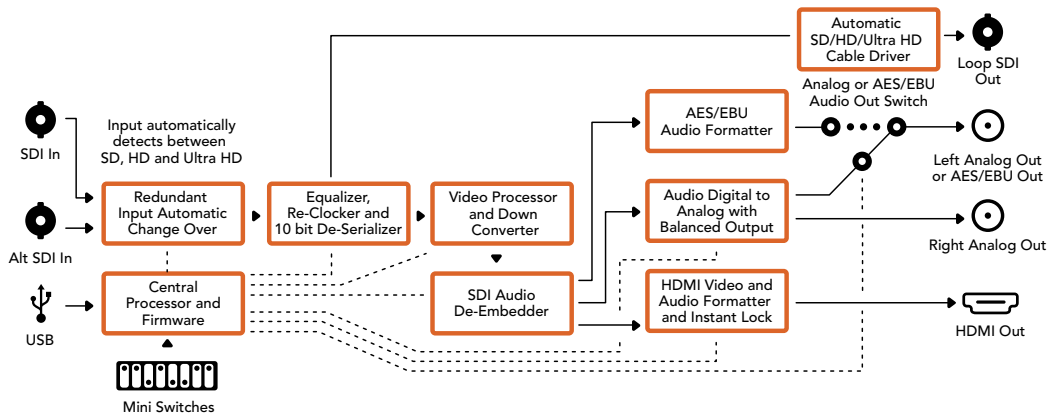 Automatic
SD/HD/Ultra HD
Cable Driver
Loop SDI
Out
Analog or AES/EBU
Audio Out Switch
SDI In
Input automatically
detects between
SD, HD and Ultra HD
AES/EBU
Audio Formatter
Left Analog Out
or AES/EBU Out
Alt SDI In
Redundant
Input Automatic
Change Over
Equalizer,
Re-Clocker and
10 bit De-Serializer
Video Processor
and Down
Converter
Audio Digital to
Analog with
Balanced Output
Right Analog Out
USB
Central
Processor and
Firmware
SDI Audio
De-Embedder
HDMI Video and
Audio Formatter
and Instant Lock
HDMI Out
Mini Switches